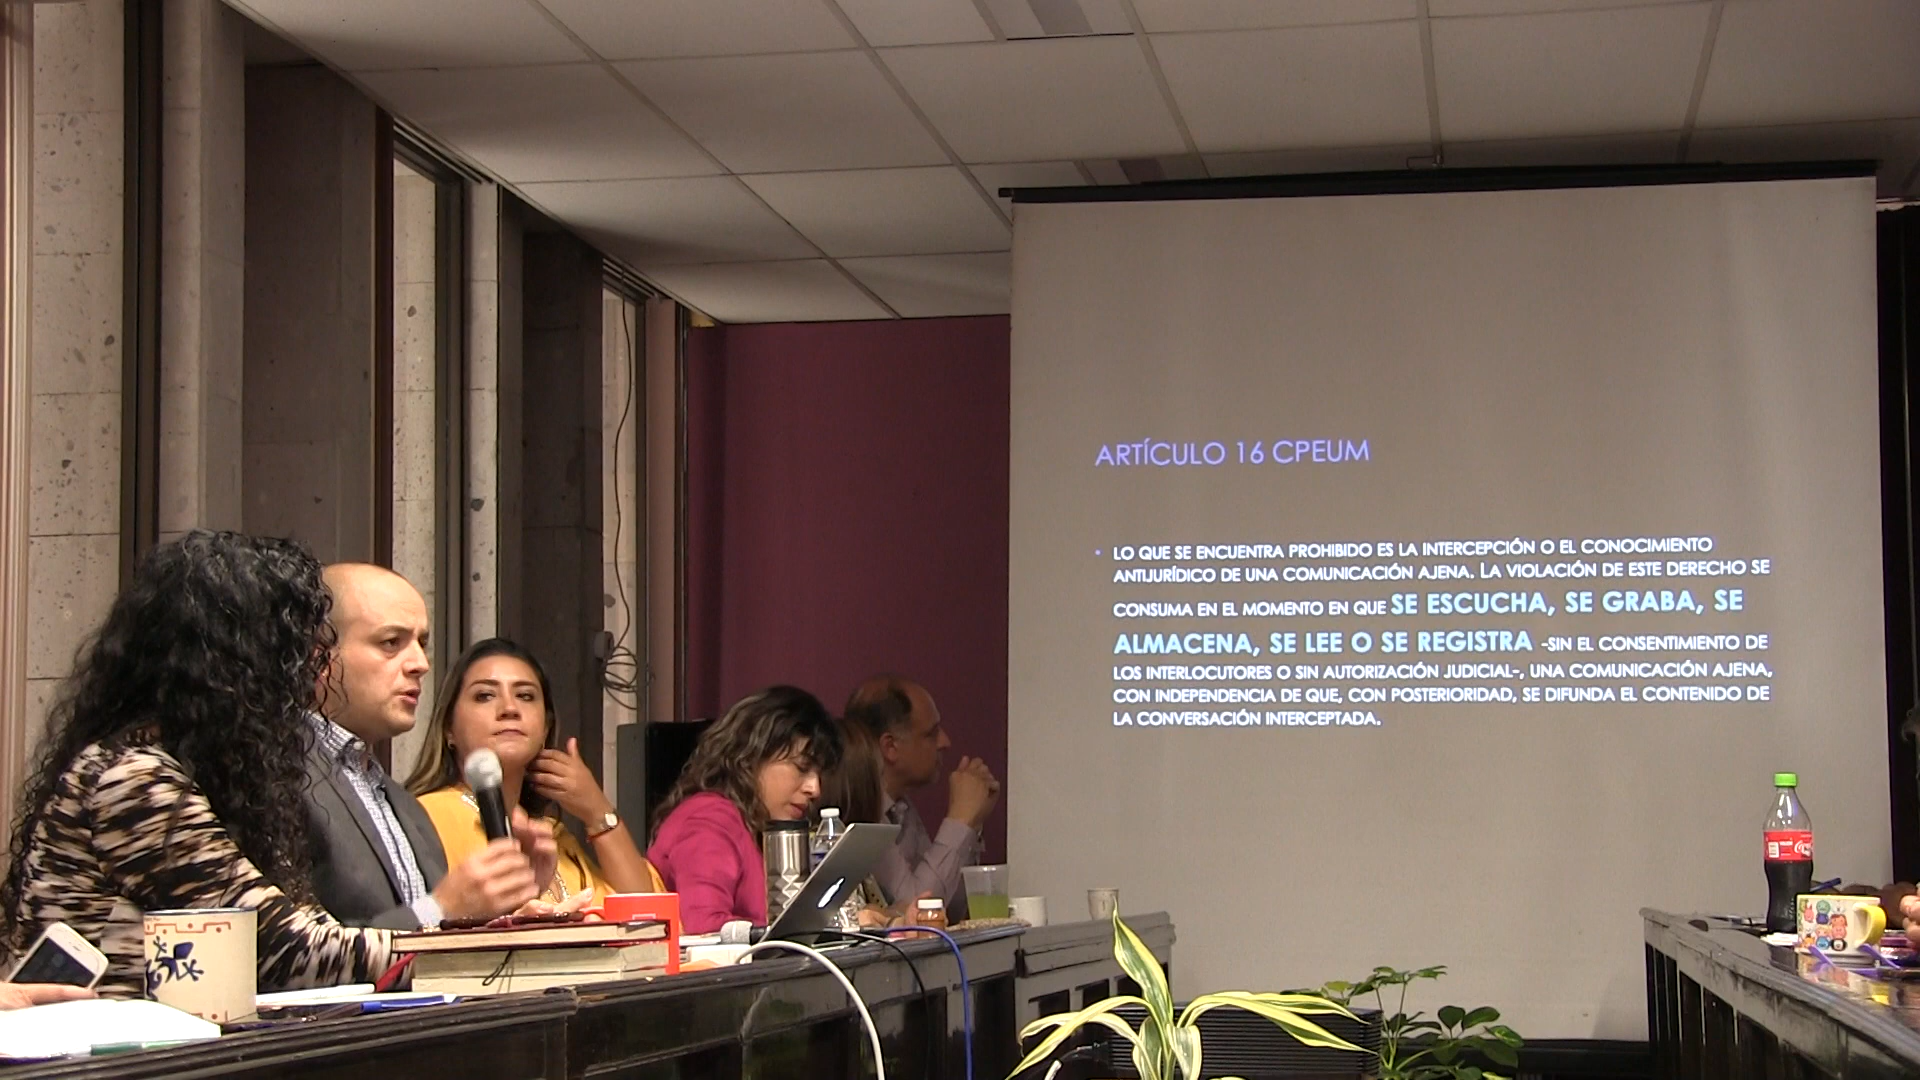 ARTÍCULO 16 CPEUM
• LO QUE SE ENCUENTRA PROHIBIDO ES LA INTERCEPCIÓN O EL CONOCIMIENTO
ANTIJURÍDICO DE UNA COMUNICACIÓN AJENA. LA VIOLACIÓN DE ESTE DERECHO SE
CONSUMA EN EL MOMENTO EN QUE SE ESCUCHA, SE GRABA, SE
ALMACENA, SE LEE O SE REGISTRA -SIN EL CONSENTIMIENTO DE
LOS INTERLOCUTORES O SIN AUTORIZACIÓN JUDICIAL-, UNA COMUNICACIÓN AJENA,
CON INDEPENDENCIA DE QUE, CON POSTERIORIDAD, SE DIFUNDA EL CONTENIDO DE
LA CONVERSACIÓN INTERCEPTADA.